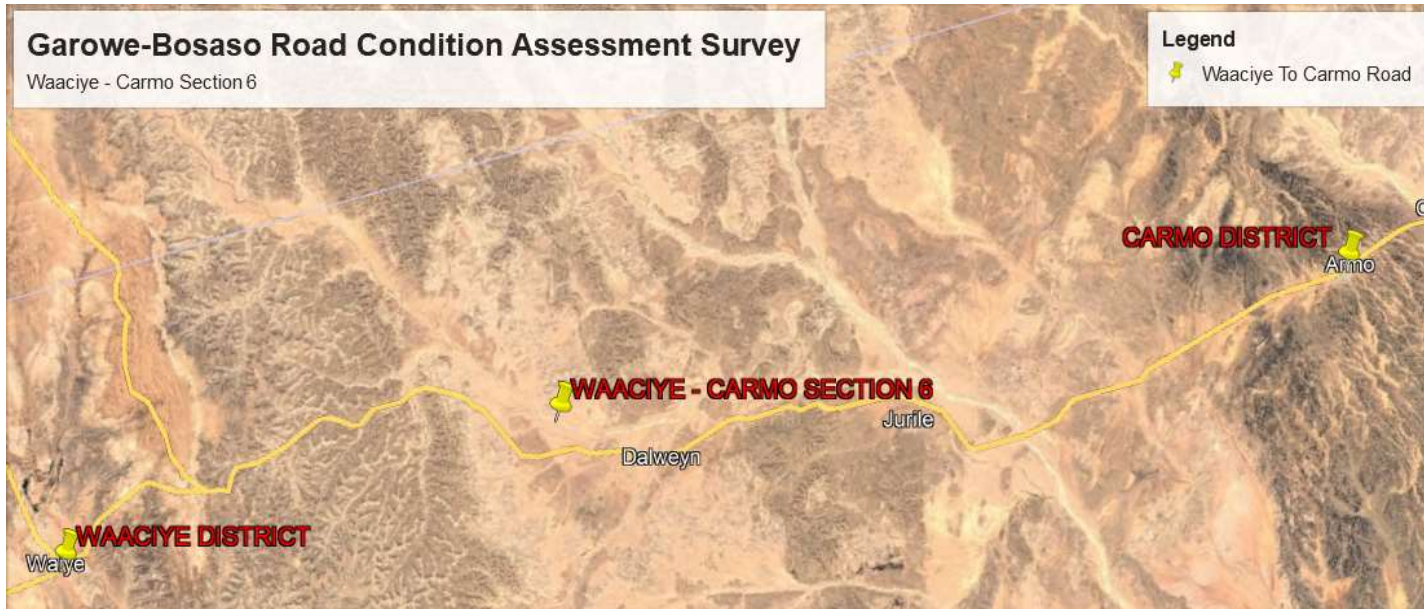 Garowe-Bosaso Road Condition Assessment Survey
Waaciye - Carmo Section 6
Legend
Waaciye To Carmo Road
CARMO DISTRICT
Armo
WAACIYE - CARMO SECTION 6
Jurile
Dalweyn
WAACIYE DISTRICT